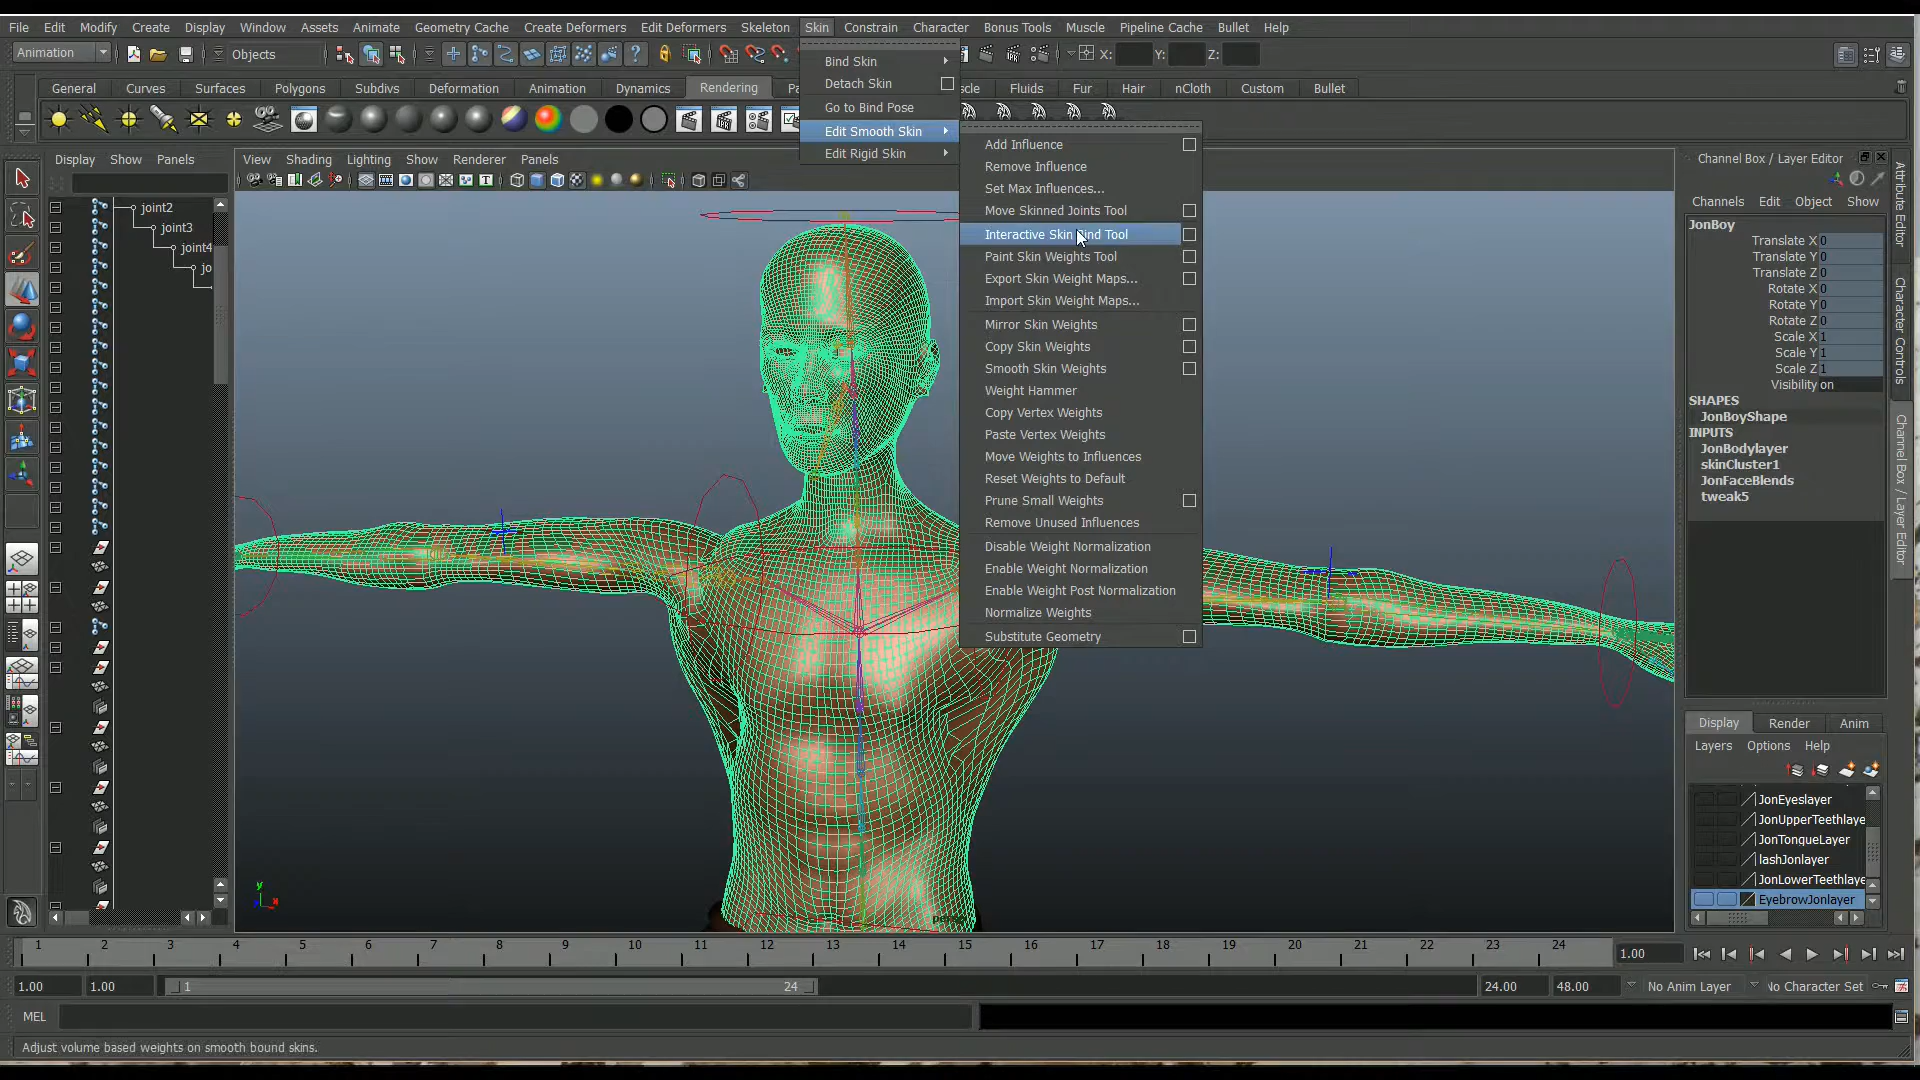 File Edit Modify Create Display Window Assets Animate Geometry Cache Create Deformers Edit Deformers Skeleton Skin Constrain Character Bonus Tools Muscle Pipeline Cache Bullet Help
Animation Objects X: Y: Z:
General Curves Surfaces Polygons Subdivs Deformation Animation Dynamics Rendering Pa scle Fluids Fur Hair nCloth Custom Bullet
Bind Skin
Detach Skin
Go to Bind Pose
Edit Smooth Skin
Edit Rigid Skin
Add Influence
Remove Influence
Set Max Influences...
Move Skinned Joints Tool
Interactive Skin Bind Tool
Paint Skin Weights Tool
Export Skin Weight Maps...
Import Skin Weight Maps...
Mirror Skin Weights
Copy Skin Weights
Smooth Skin Weights
Weight Hammer
Copy Vertex Weights
Paste Vertex Weights
Move Weights to Influences
Reset Weights to Default
Prune Small Weights
Remove Unused Influences
Disable Weight Normalization
Enable Weight Normalization
Enable Weight Post Normalization
Normalize Weights
Substitute Geometry
Display Show Panels
joint2
joint3
joint4
jo
View Shading Lighting Show Renderer Panels
y
x
Channel Box / Layer Editor
Channels Edit Object Show
JonBoy
Translate X 0
Translate Y 0
Translate Z 0
Rotate X 0
Rotate Y 0
Rotate Z 0
Scale X 1
Scale Y 1
Scale Z 1
Visibility on
SHAPES
JonBoyShape
INPUTS
JonBodylayer
skinCluster1
JonFaceBlends
tweak5
Attribute Editor
Character Controls
Channel Box / Layer Editor
Display Render Anim
Layers Options Help
JonEyeslayer
JonUpperTeethlaye
JonTongueLayer
lashJonlayer
JonLowerTeethlaye
EyebrowJonlayer
1 2 3 4 5 6 7 8 9 10 11 12 13 14 15 16 17 18 19 20 21 22 23 24 1.00
1.00 1.00 1 24 24.00 48.00 No Anim Layer No Character Set
MEL
Adjust volume based weights on smooth bound skins.